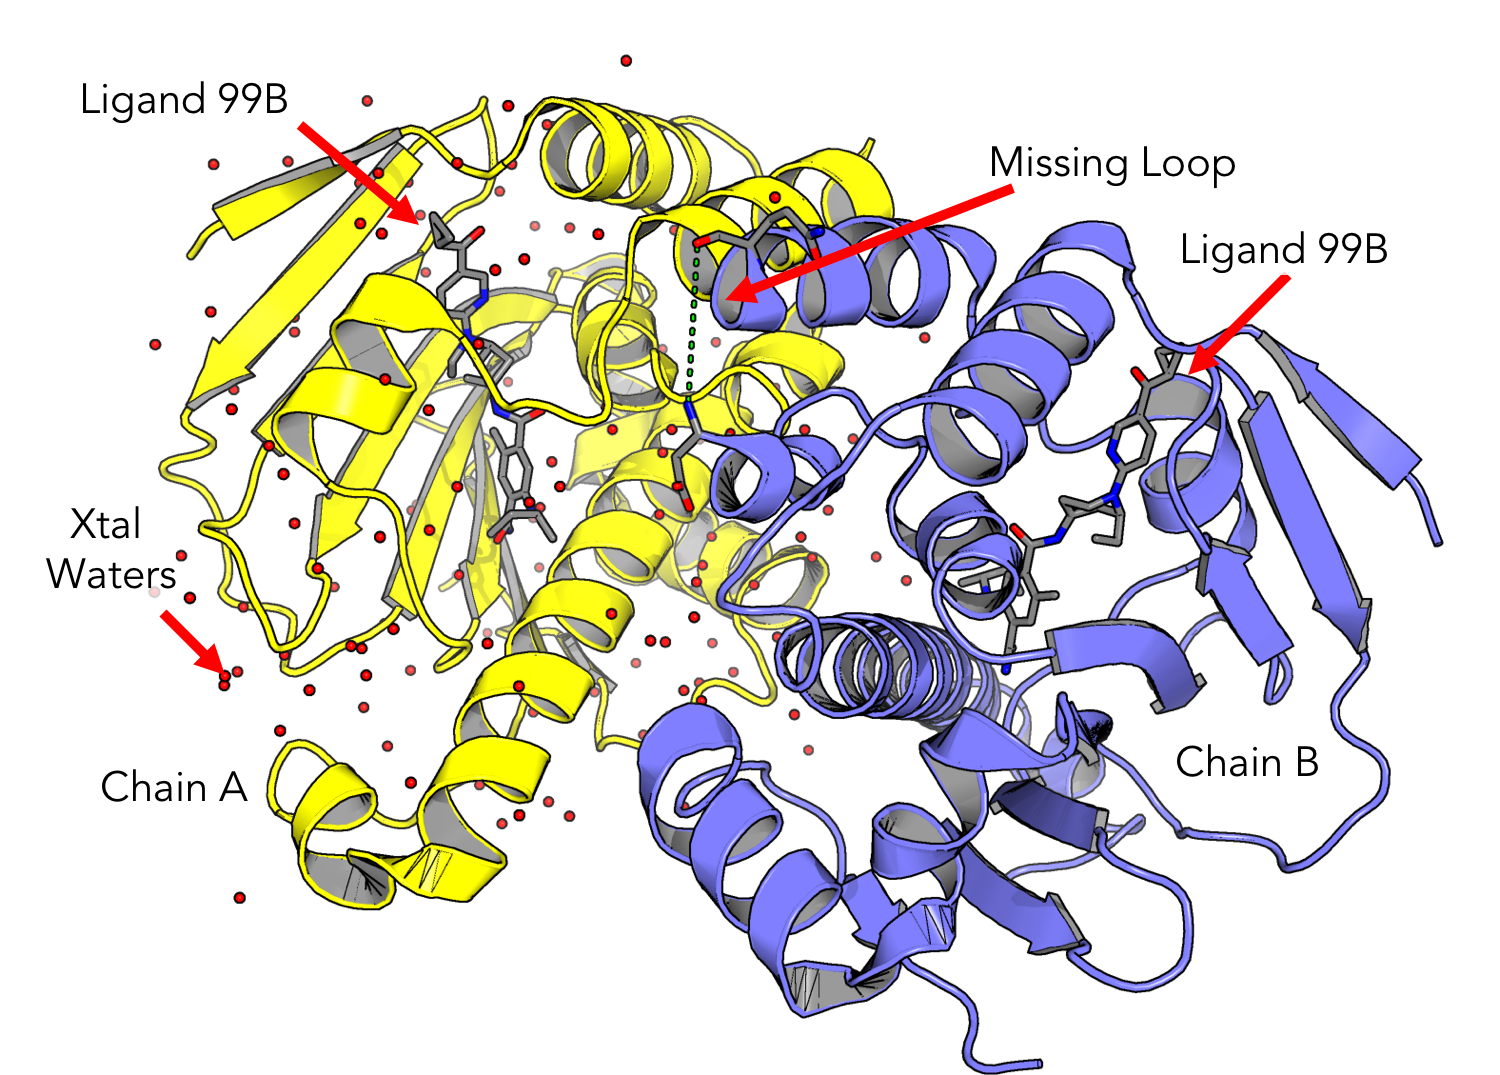 Ligand 99B
Missing Loop
Ligand 99B
Xtal
Waters
Chain A
Chain B